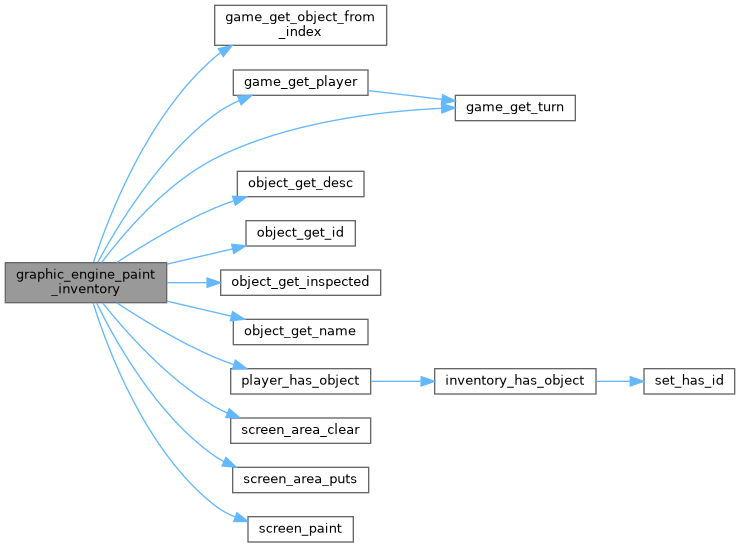 game_get_object_from
_index
game_get_player
game_get_turn
object_get_desc
object_get_id
graphic_engine_paint
_inventory
object_get_inspected
object_get_name
player_has_object
inventory_has_object
set_has_id
screen_area_clear
screen_area_puts
screen_paint